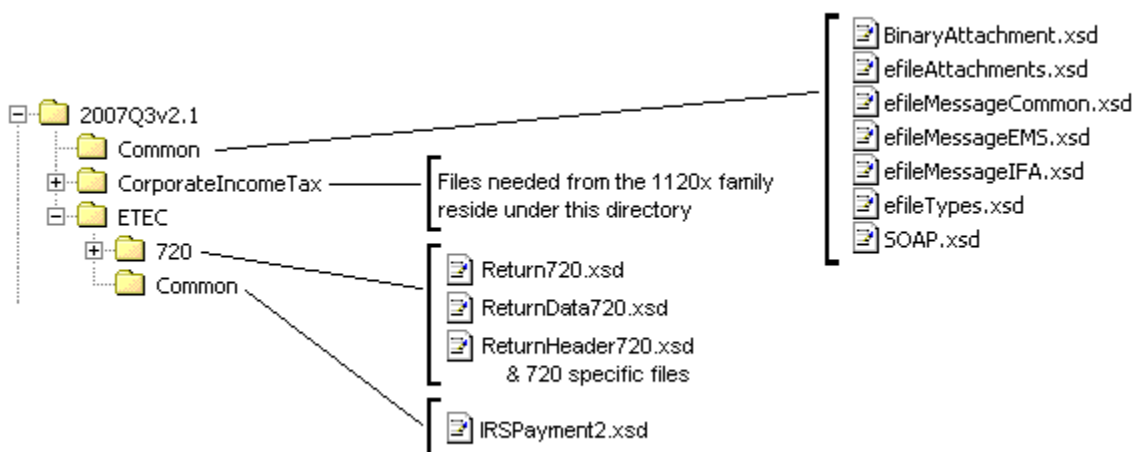 2007Q3v2.1
Common
CorporateIncomeTax
ETEC
720
Common
BinaryAttachment.xsd
efileAttachments.xsd
efileMessageCommon.xsd
efileMessageEMS.xsd
efileMessageIFA.xsd
efileTypes.xsd
SOAP.xsd
Files needed from the 1120x family
reside under this directory
Return720.xsd
ReturnData720.xsd
ReturnHeader720.xsd
& 720 specific files
IRSPayment2.xsd